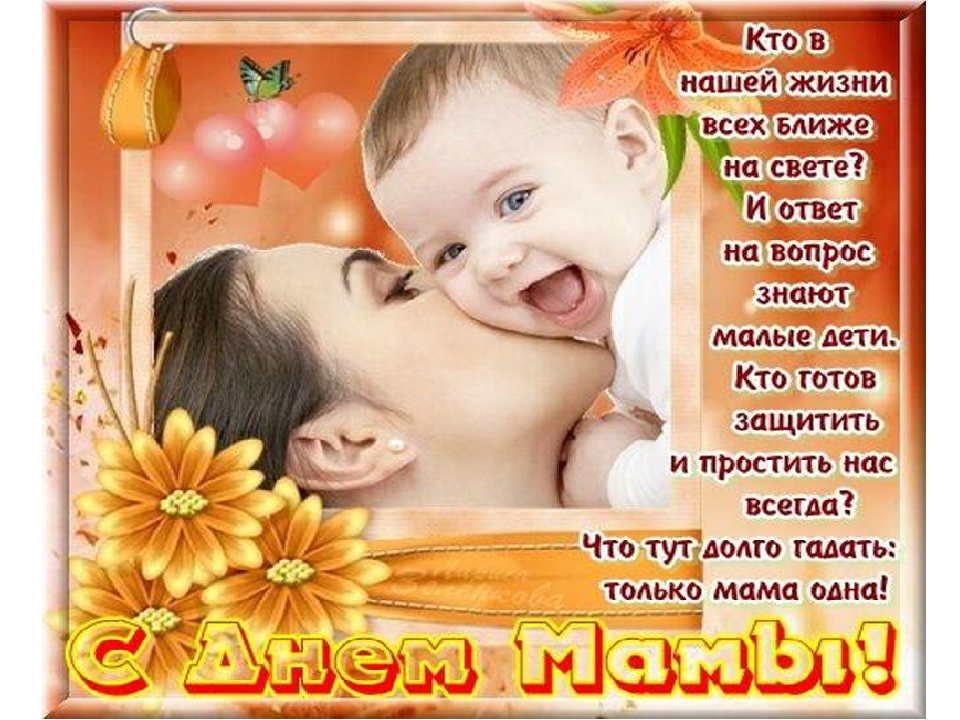 Кто в
нашей жизни
всех ближе
на свете?
И ответ
на вопрос
знают
малые дети.
Кто готов
защитить
и простить нас
всегда?
Что тут долго гадать:
только мама одна!
С Днем Мамы!